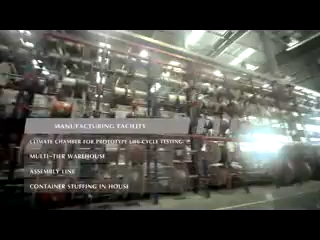 MANUFACTURING FACILITY
CLIMATE CHAMBER FOR PROTOTYPE LIFE CYCLE TESTING
MULTI-TIER WAREHOUSE
ASSEMBLY LINE
CONTAINER STUFFING IN HOUSE